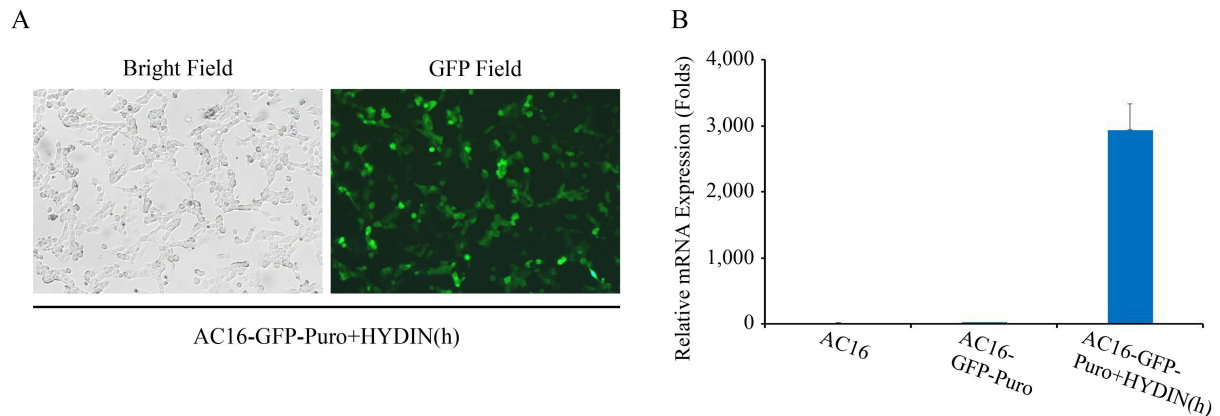 A
Bright Field
GFP Field
AC16-GFP-Puro+HYDIN(h)
B
Relative mRNA Expression (Folds)
4,000
3,000
2,000
1,000
0
AC16
AC16-
GFP-Puro
AC16-GFP-
Puro+HYDIN(h)